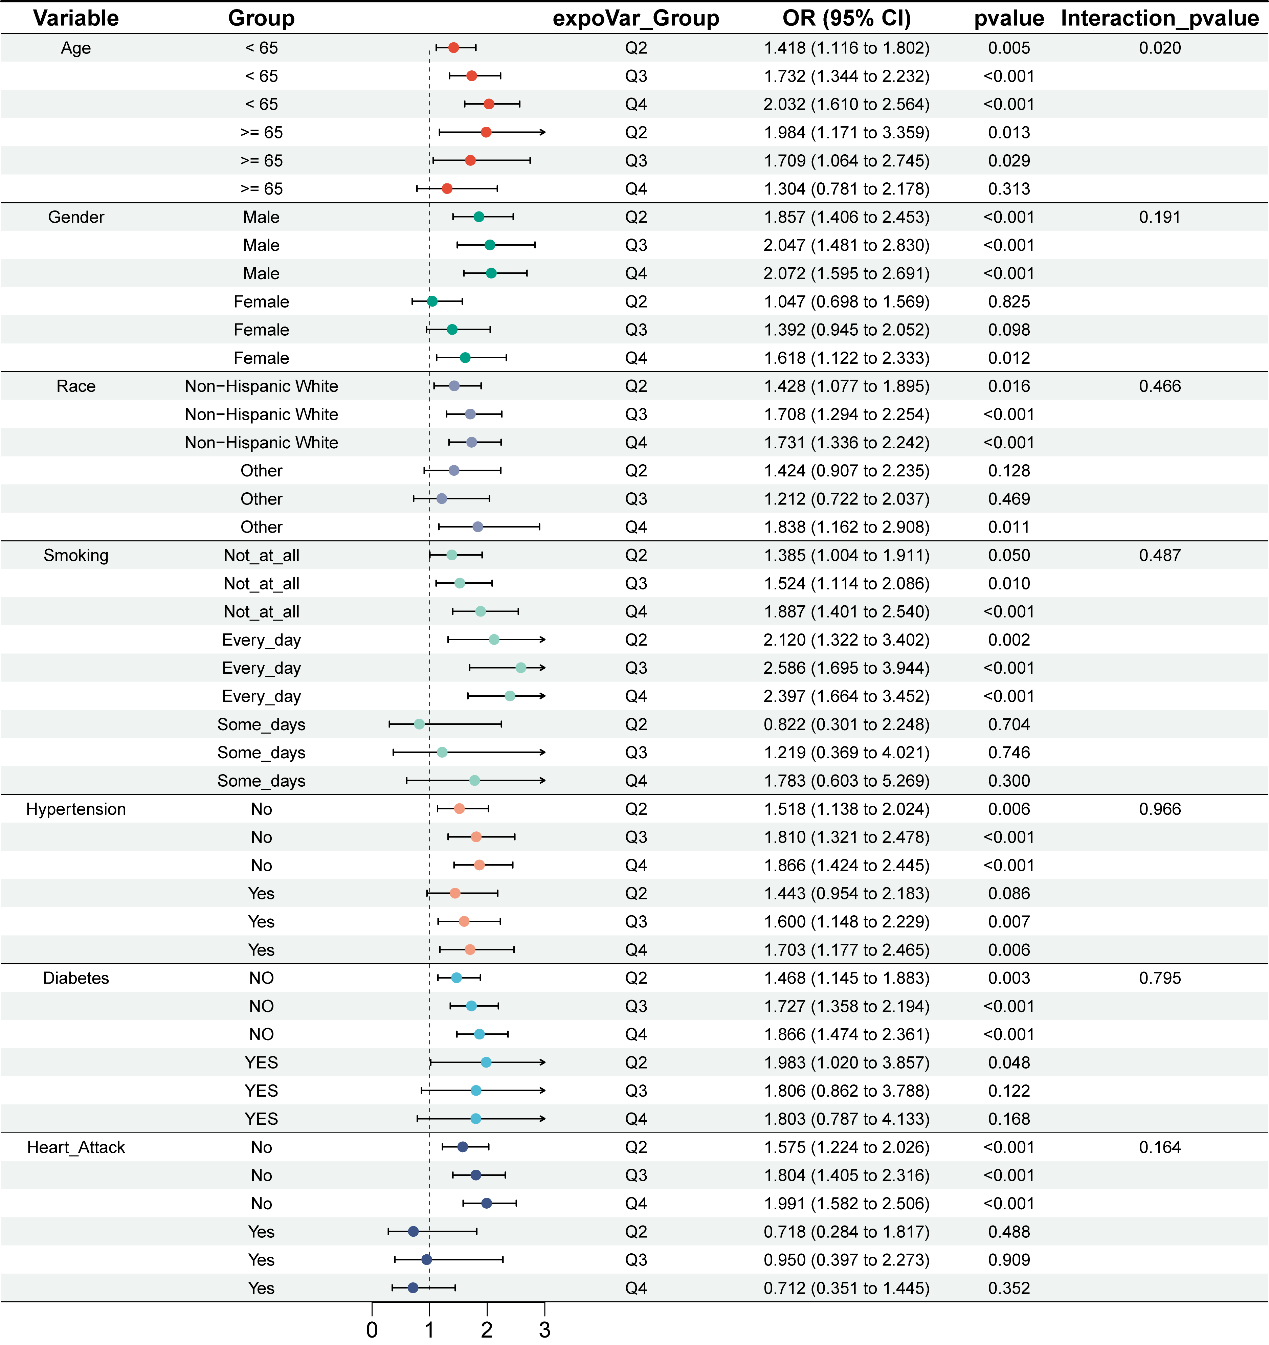 Variable Group expoVar_Group OR (95% CI) pvalue Interaction_pvalue
Age < 65 Q2 1.418 (1.116 to 1.802) 0.005 0.020
< 65 Q3 1.732 (1.344 to 2.232) <0.001
< 65 Q4 2.032 (1.610 to 2.564) <0.001
>= 65 Q2 1.984 (1.171 to 3.359) 0.013
>= 65 Q3 1.709 (1.064 to 2.745) 0.029
>= 65 Q4 1.304 (0.781 to 2.178) 0.313
Gender Male Q2 1.857 (1.406 to 2.453) <0.001 0.191
Male Q3 2.047 (1.481 to 2.830) <0.001
Male Q4 2.072 (1.595 to 2.691) <0.001
Female Q2 1.047 (0.698 to 1.569) 0.825
Female Q3 1.392 (0.945 to 2.052) 0.098
Female Q4 1.618 (1.122 to 2.333) 0.012
Race Non−Hispanic White Q2 1.428 (1.077 to 1.895) 0.016 0.466
Non−Hispanic White Q3 1.708 (1.294 to 2.254) <0.001
Non−Hispanic White Q4 1.731 (1.336 to 2.242) <0.001
Other Q2 1.424 (0.907 to 2.235) 0.128
Other Q3 1.212 (0.722 to 2.037) 0.469
Other Q4 1.838 (1.162 to 2.908) 0.011
Smoking Not_at_all Q2 1.385 (1.004 to 1.911) 0.050 0.487
Not_at_all Q3 1.524 (1.114 to 2.086) 0.010
Not_at_all Q4 1.887 (1.401 to 2.540) <0.001
Every_day Q2 2.120 (1.322 to 3.402) 0.002
Every_day Q3 2.586 (1.695 to 3.944) <0.001
Every_day Q4 2.397 (1.664 to 3.452) <0.001
Some_days Q2 0.822 (0.301 to 2.248) 0.704
Some_days Q3 1.219 (0.369 to 4.021) 0.746
Some_days Q4 1.783 (0.603 to 5.269) 0.300
Hypertension No Q2 1.518 (1.138 to 2.024) 0.006 0.966
No Q3 1.810 (1.321 to 2.478) <0.001
No Q4 1.866 (1.424 to 2.445) <0.001
Yes Q2 1.443 (0.954 to 2.183) 0.086
Yes Q3 1.600 (1.148 to 2.229) 0.007
Yes Q4 1.703 (1.177 to 2.465) 0.006
Diabetes NO Q2 1.468 (1.145 to 1.883) 0.003 0.795
NO Q3 1.727 (1.358 to 2.194) <0.001
NO Q4 1.866 (1.474 to 2.361) <0.001
YES Q2 1.983 (1.020 to 3.857) 0.048
YES Q3 1.806 (0.862 to 3.788) 0.122
YES Q4 1.803 (0.787 to 4.133) 0.168
Heart_Attack No Q2 1.575 (1.224 to 2.026) <0.001 0.164
No Q3 1.804 (1.405 to 2.316) <0.001
No Q4 1.991 (1.582 to 2.506) <0.001
Yes Q2 0.718 (0.284 to 1.817) 0.488
Yes Q3 0.950 (0.397 to 2.273) 0.909
Yes Q4 0.712 (0.351 to 1.445) 0.352
0 1 2 3